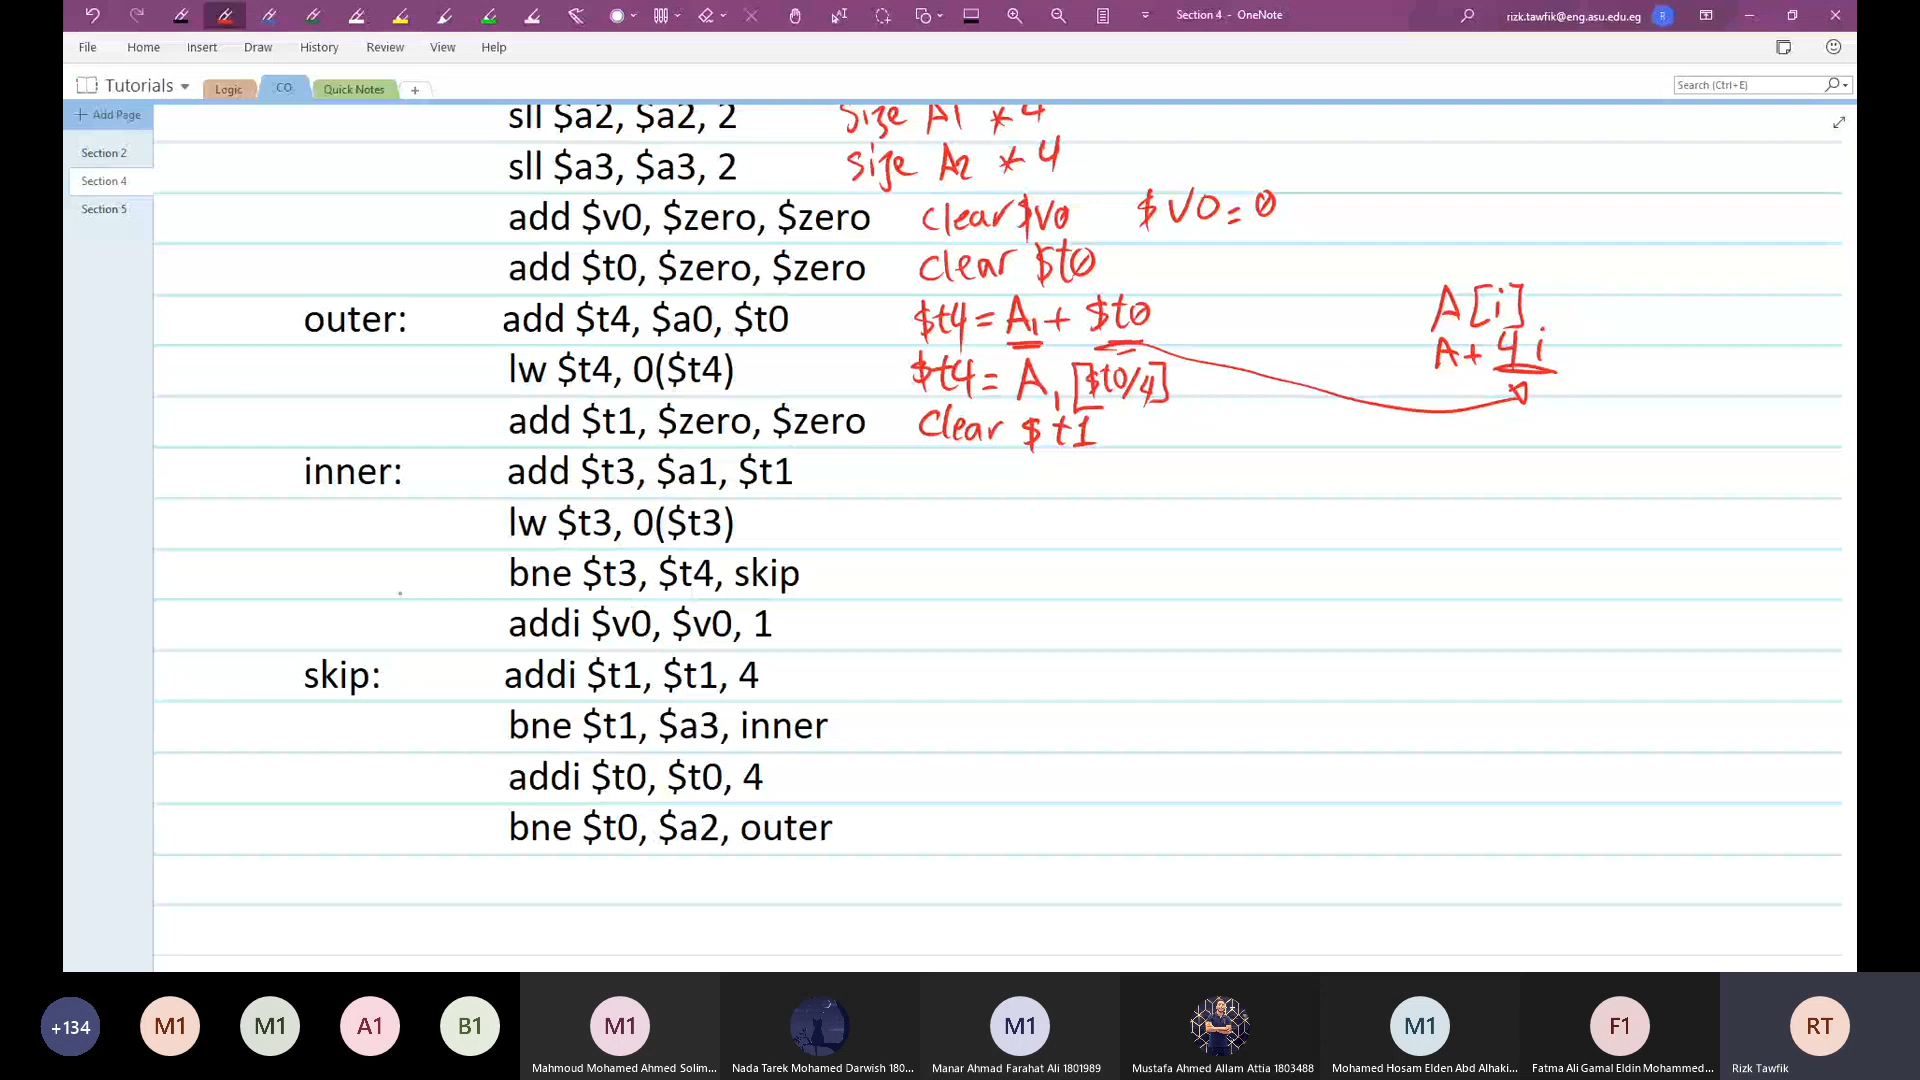 Section 4 - OneNote
rizk.tawfik@eng.asu.edu.eg
R
File Home Insert Draw History Review View Help
Tutorials
Logic
CO
Quick Notes
+
Search (Ctrl+E)
Add Page
Section 2
Section 4
Section 5
sll $a2, $a2, 2 size A1 * 4
sll $a3, $a3, 2 size A2 * 4
add $v0, $zero, $zero clear $v0 $V0 = 0
add $t0, $zero, $zero clear $t0
outer: add $t4, $a0, $t0 $t4 = A1 + $t0
A[i]
A + 4i
lw $t4, 0($t4) $t4 = A1[$t0/4]
add $t1, $zero, $zero Clear $t1
inner: add $t3, $a1, $t1
lw $t3, 0($t3)
bne $t3, $t4, skip
addi $v0, $v0, 1
skip: addi $t1, $t1, 4
bne $t1, $a3, inner
addi $t0, $t0, 4
bne $t0, $a2, outer
+134 M1 M1 A1 B1 M1 M1 M1 F1 RT
Mahmoud Mohamed Ahmed Solim... Nada Tarek Mohamed Darwish 180... Manar Ahmad Farahat Ali 1801989 Mustafa Ahmed Allam Attia 1803488 Mohamed Hosam Elden Abd Alhaki... Fatma Ali Gamal Eldin Mohammed... Rizk Tawfik